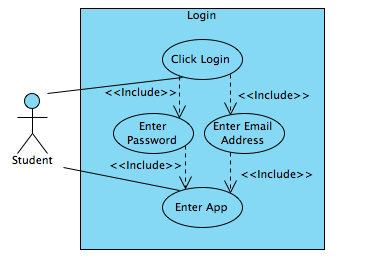 Login
Click Login
<<Include>>
<<Include>>
Enter
Password
Enter Email
Address
Student
<<Include>>
<<Include>>
Enter App